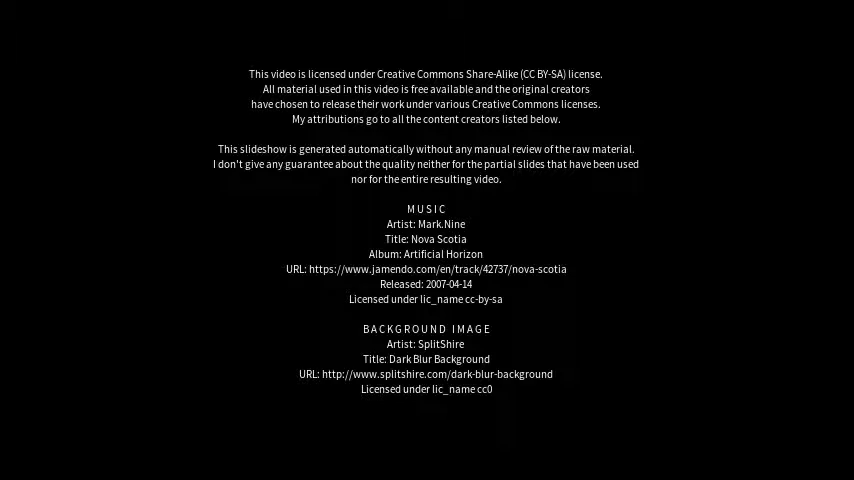 This video is licensed under Creative Commons Share-Alike (CC BY-SA) license.
All material used in this video is free available and the original creators
have chosen to release their work under various Creative Commons licenses.
My attributions go to all the content creators listed below.
This slideshow is generated automatically without any manual review of the raw material.
I don't give any guarantee about the quality neither for the partial slides that have been used
nor for the entire resulting video.
MUSIC
Artist: Mark.Nine
Title: Nova Scotia
Album: Artificial Horizon
URL: https://www.jamendo.com/en/track/42737/nova-scotia
Released: 2007-04-14
Licensed under lic_name cc-by-sa
BACKGROUND IMAGE
Artist: SplitShire
Title: Dark Blur Background
URL: http://www.splitshire.com/dark-blur-background
Licensed under lic_name cc0